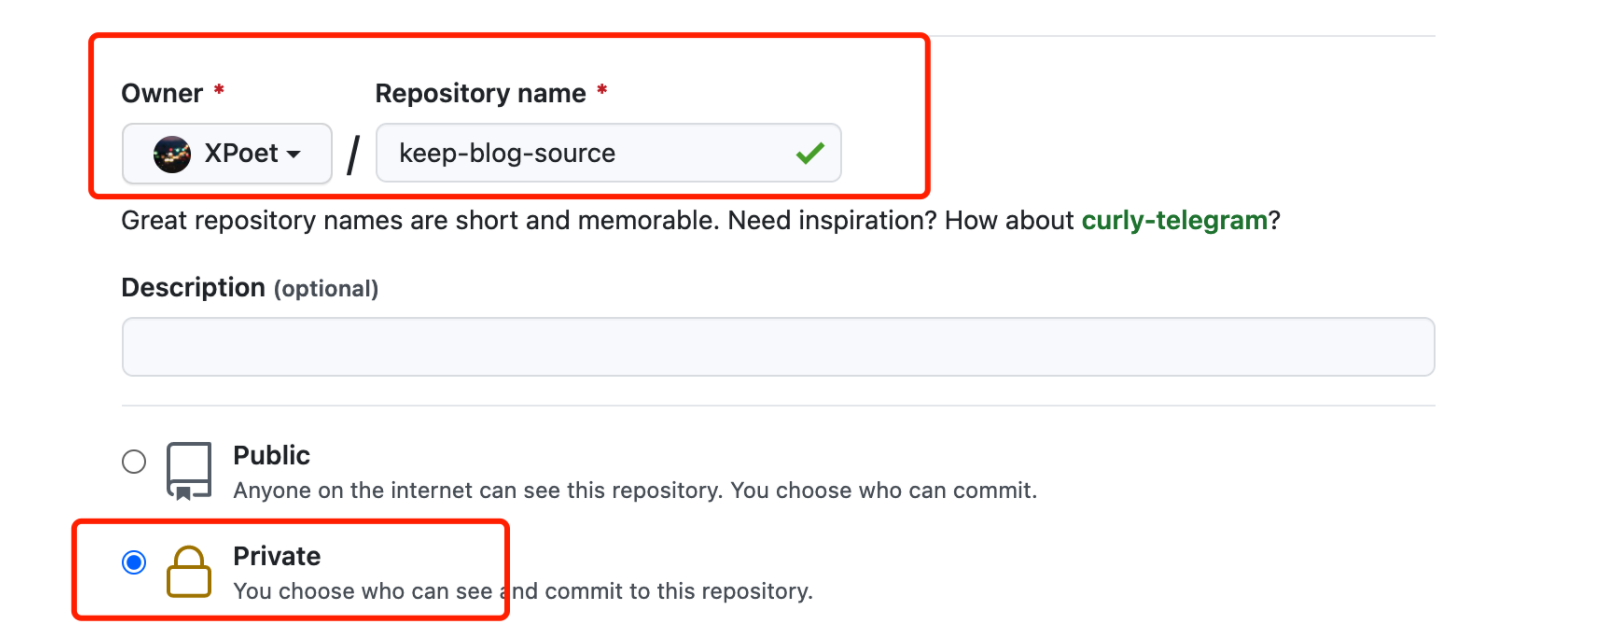 Owner * Repository name *
XPoet / keep-blog-source
Great repository names are short and memorable. Need inspiration? How about curly-telegram?
Description (optional)
Public
Anyone on the internet can see this repository. You choose who can commit.
Private
You choose who can see and commit to this repository.